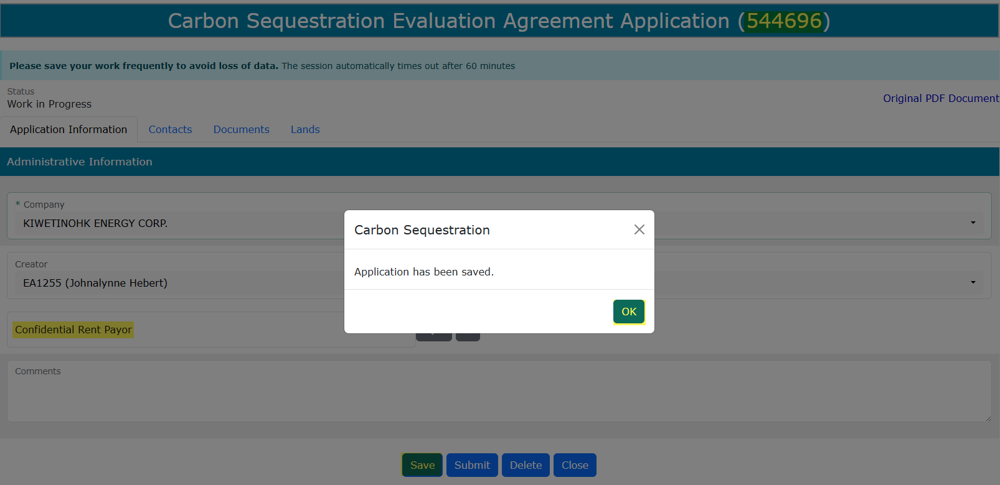 Carbon Sequestration Evaluation Agreement Application (544696)
Please save your work frequently to avoid loss of data. The session automatically times out after 60 minutes
Status
Work in Progress
Original PDF Document
Application Information Contacts Documents Lands
Administrative Information
* Company
KIWETINOHK ENERGY CORP.
Creator
EA1255 (Johnalynne Hebert)
Confidential Rent Payor
Carbon Sequestration
Application has been saved.
OK
Comments
Save Submit Delete Close